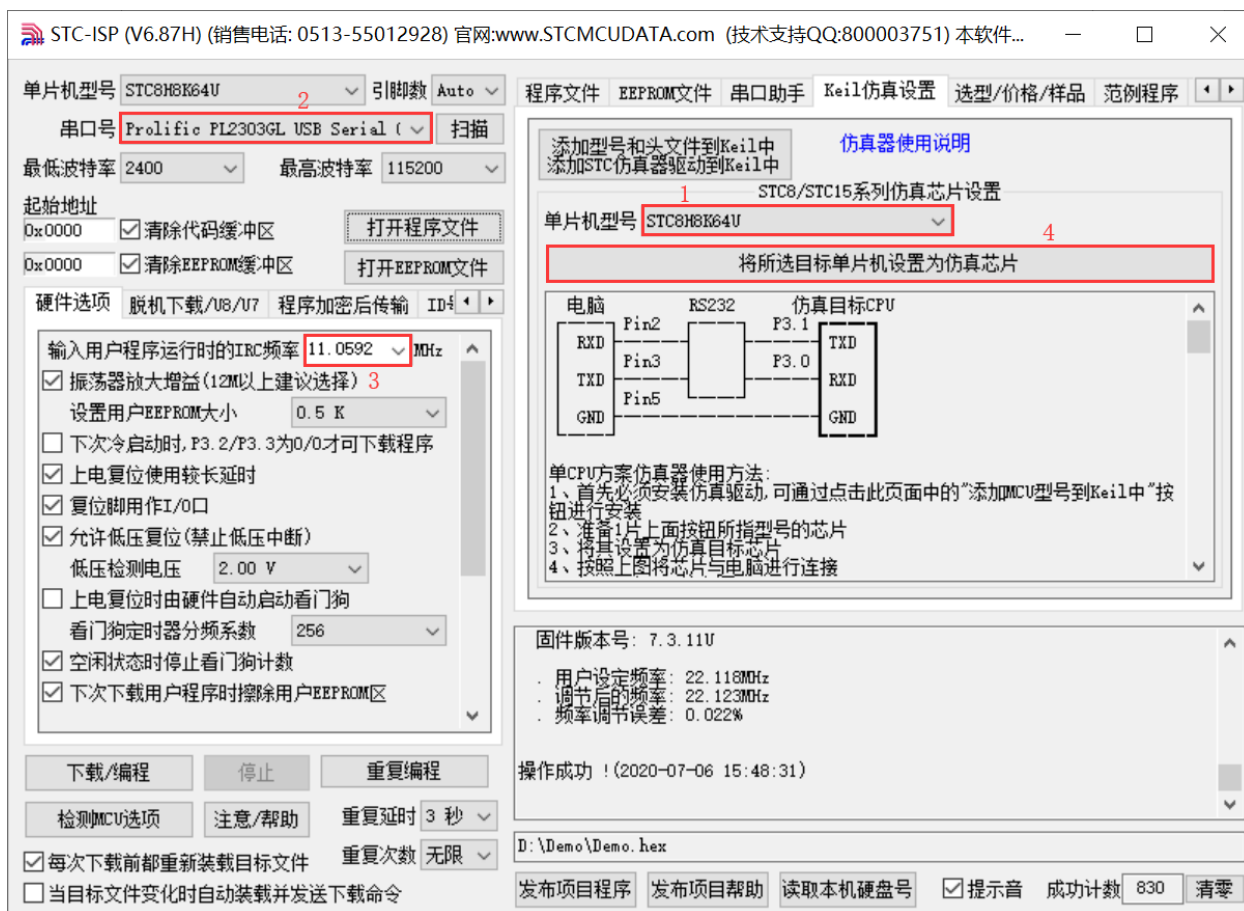 STC-ISP (V6.87H) (销售电话: 0513-55012928) 官网:www.STCMCUDATA.com (技术支持QQ:800003751) 本软件...
单片机型号 STC8H8K64U 引脚数 Auto
2
串口号 Prolific PL2303GL USB Serial ( 扫描
最低波特率 2400 最高波特率 115200
起始地址
0x0000 清除代码缓冲区 打开程序文件
0x0000 清除EEPROM缓冲区 打开EEPROM文件
硬件选项 脱机下载/U8/U7 程序加密后传输
输入用户程序运行时的IRC频率 11.0592 MHz
振荡器放大增益(12M以上建议选择) 3
设置用户EEPROM大小 0.5 K
下次冷启动时,P3.2/P3.3为0/0才可下载程序
上电复位使用较长延时
复位脚用作I/O口
允许低压复位(禁止低压中断)
低压检测电压 2.00 V
上电复位时由硬件自动启动看门狗
看门狗定时器分频系数 256
空闲状态时停止看门狗计数
下次下载用户程序时擦除用户EEPROM区
下载/编程 停止 重复编程
检测MCU选项 注意/帮助 重复延时 3 秒
每次下载前都重新装载目标文件 重复次数 无限
当目标文件变化时自动装载并发送下载命令
程序文件 EEPROM文件 串口助手 Keil仿真设置 选型/价格/样品 范例程序
添加型号和头文件到Keil中
添加STC仿真器驱动到Keil中
仿真器使用说明
STC8/STC15系列仿真芯片设置
1
单片机型号 STC8H8K64U
4
将所选目标单片机设置为仿真芯片
电脑 RS232 仿真目标CPU
Pin2 P3.1
RXD TXD
Pin3 P3.0
TXD RXD
Pin5
GND GND
单CPU方案仿真器使用方法:
1、首先必须安装仿真驱动,可通过点击此页面中的"添加MCU型号到Keil中"按
钮进行安装
2、准备1片上面按钮所指型号的芯片
3、将其设置为仿真目标芯片
4、按照上图将芯片与电脑进行连接
固件版本号: 7.3.11U
. 用户设定频率: 22.118MHz
. 调节后的频率: 22.123MHz
. 频率调节误差: 0.022%
操作成功 !(2020-07-06 15:48:31)
D:\Demo\Demo.hex
发布项目程序 发布项目帮助 读取本机硬盘号 提示音 成功计数 830 清零